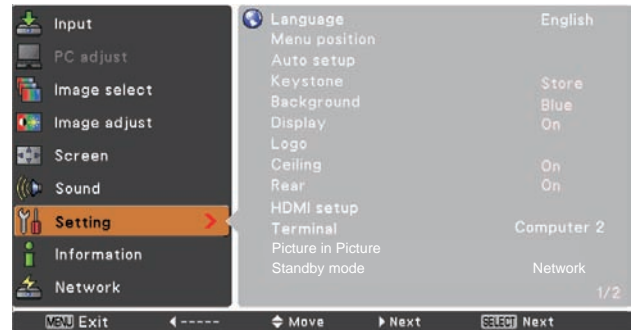 Input
PC adjust
Image select
Image adjust
Screen
Sound
Setting
Information
Network
Language English
Menu position
Auto setup
Keystone Store
Background Blue
Display On
Logo
Ceiling On
Rear On
HDMI setup
Terminal Computer 2
Picture in Picture
Standby mode Network
1/2
MENU Exit ◀----- Move Next SELECT Next